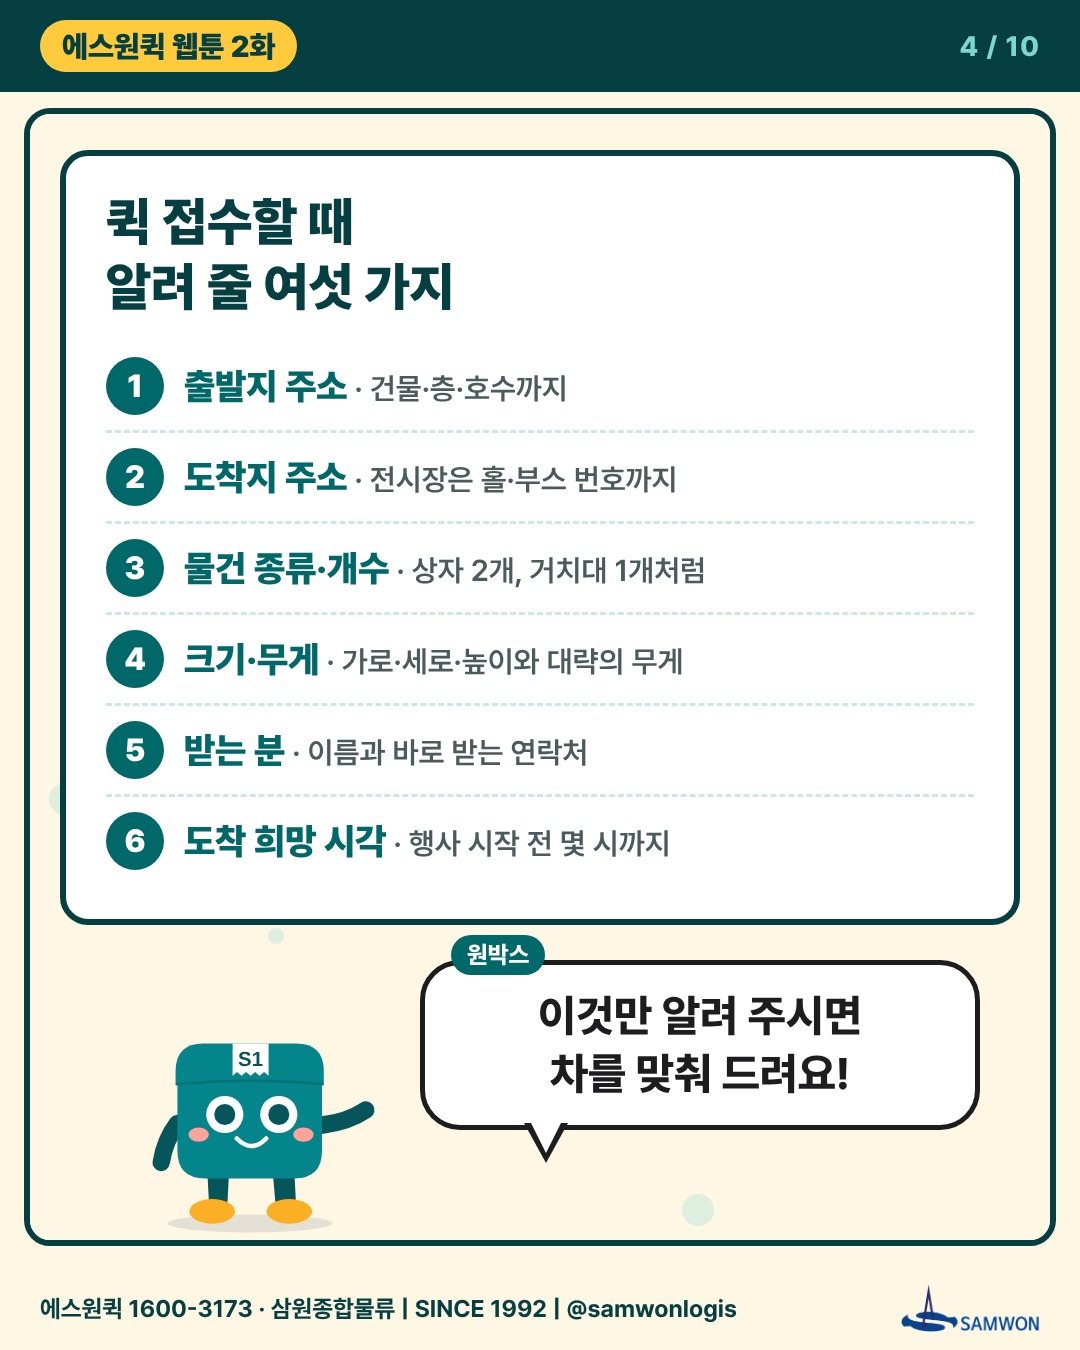 에스원퀵 웹툰 2화
4 / 10
퀵 접수할 때
알려 줄 여섯 가지
1 출발지 주소 · 건물·층·호수까지
2 도착지 주소 · 전시장은 홀·부스 번호까지
3 물건 종류·개수 · 상자 2개, 거치대 1개처럼
4 크기·무게 · 가로·세로·높이와 대략의 무게
5 받는 분 · 이름과 바로 받는 연락처
6 도착 희망 시각 · 행사 시작 전 몇 시까지
원박스
이것만 알려 주시면
차를 맞춰 드려요!
S1
에스원퀵 1600-3173 · 삼원종합물류 | SINCE 1992 | @samwonlogis
SAMWON